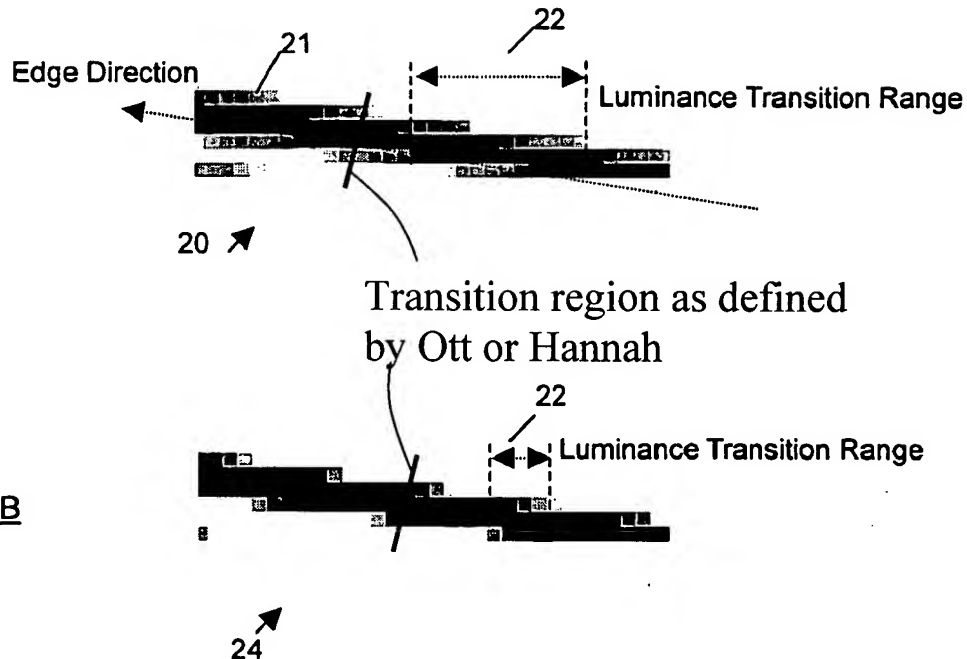 22
21
Edge Direction
Luminance Transition Range
20
Transition region as defined
by Ott or Hannah
22
Luminance Transition Range
B
24